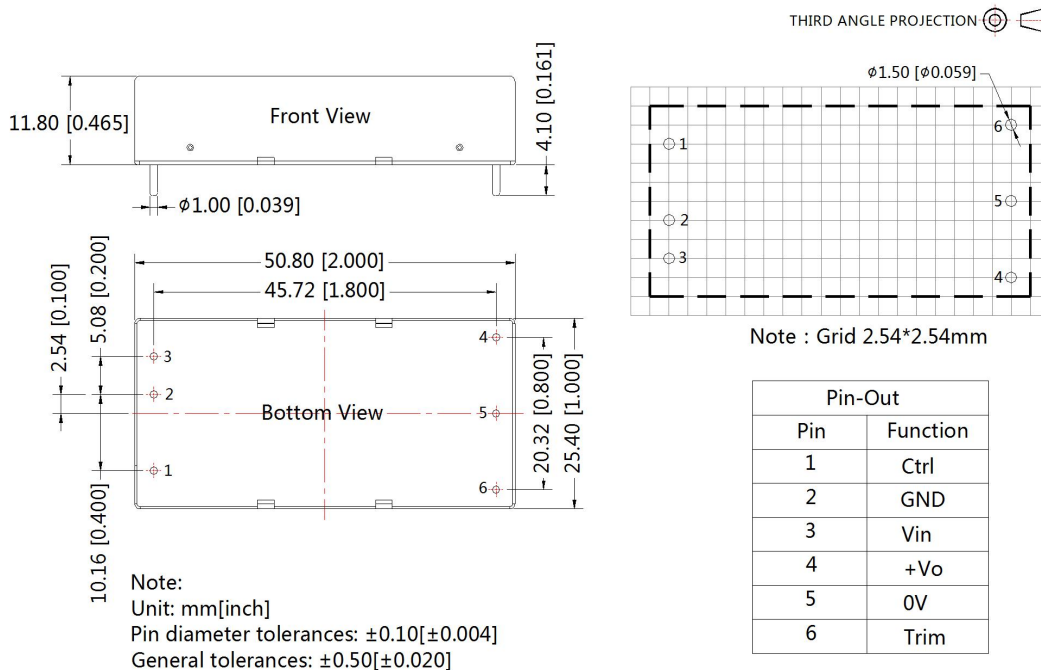 THIRD ANGLE PROJECTION
11.80 [0.465]
Front View
4.10 [0.161]
ϕ1.00 [0.039]
ϕ1.50 [ϕ0.059]
1
2
3
6
5
4
Note : Grid 2.54*2.54mm
50.80 [2.000]
45.72 [1.800]
2.54 [0.100]
5.08 [0.200]
10.16 [0.400]
3
2
1
Bottom View
4
5
6
20.32 [0.800]
25.40 [1.000]
Note:
Unit: mm[inch]
Pin diameter tolerances: ±0.10[±0.004]
General tolerances: ±0.50[±0.020]
Pin-Out
Pin Function
1 Ctrl
2 GND
3 Vin
4 +Vo
5 0V
6 Trim